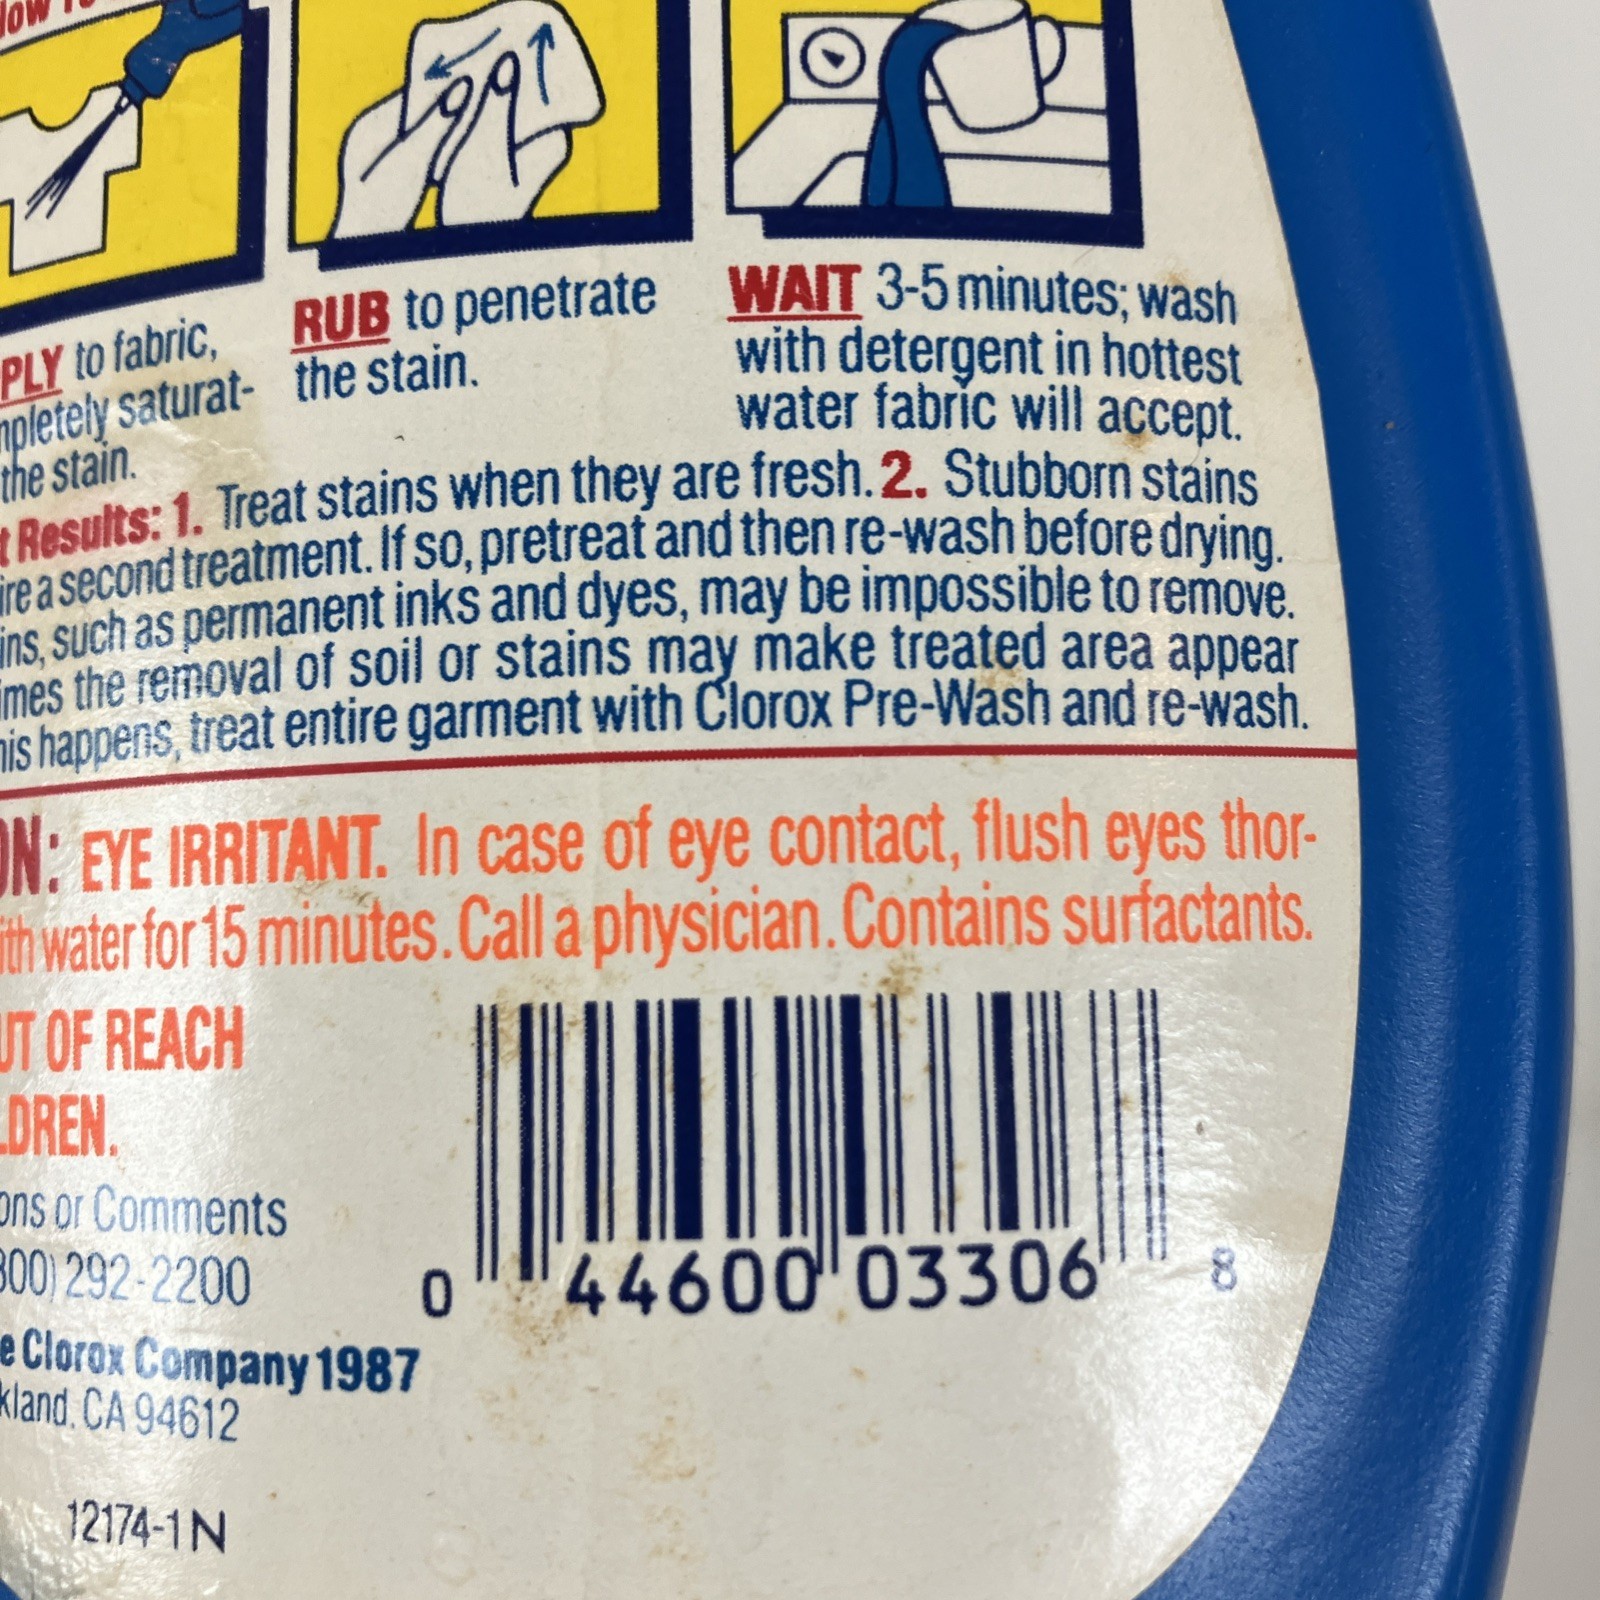 PLY to fabric,
mpletely saturat-
the stain.
RUB to penetrate
the stain.
WAIT 3-5 minutes; wash
with detergent in hottest
water fabric will accept.
t Results: 1. Treat stains when they are fresh. 2. Stubborn stains
ire a second treatment. If so, pretreat and then re-wash before drying.
ins, such as permanent inks and dyes, may be impossible to remove.
imes the removal of soil or stains may make treated area appear
his happens, treat entire garment with Clorox Pre-Wash and re-wash.
ON: EYE IRRITANT. In case of eye contact, flush eyes thor-
ith water for 15 minutes. Call a physician. Contains surfactants.
UT OF REACH
LDREN.
ons or Comments
800) 292-2200
e Clorox Company 1987
kland, CA 94612
12174-1 N
0 44600 03306 8